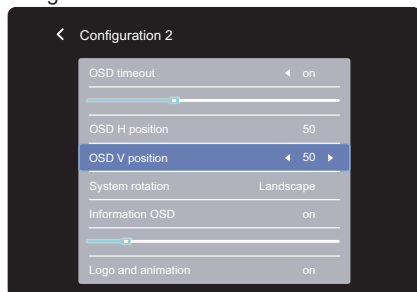 Configuration 2
OSD timeout on
OSD H position 50
OSD V position 50
System rotation Landscape
Information OSD on
Logo and animation on